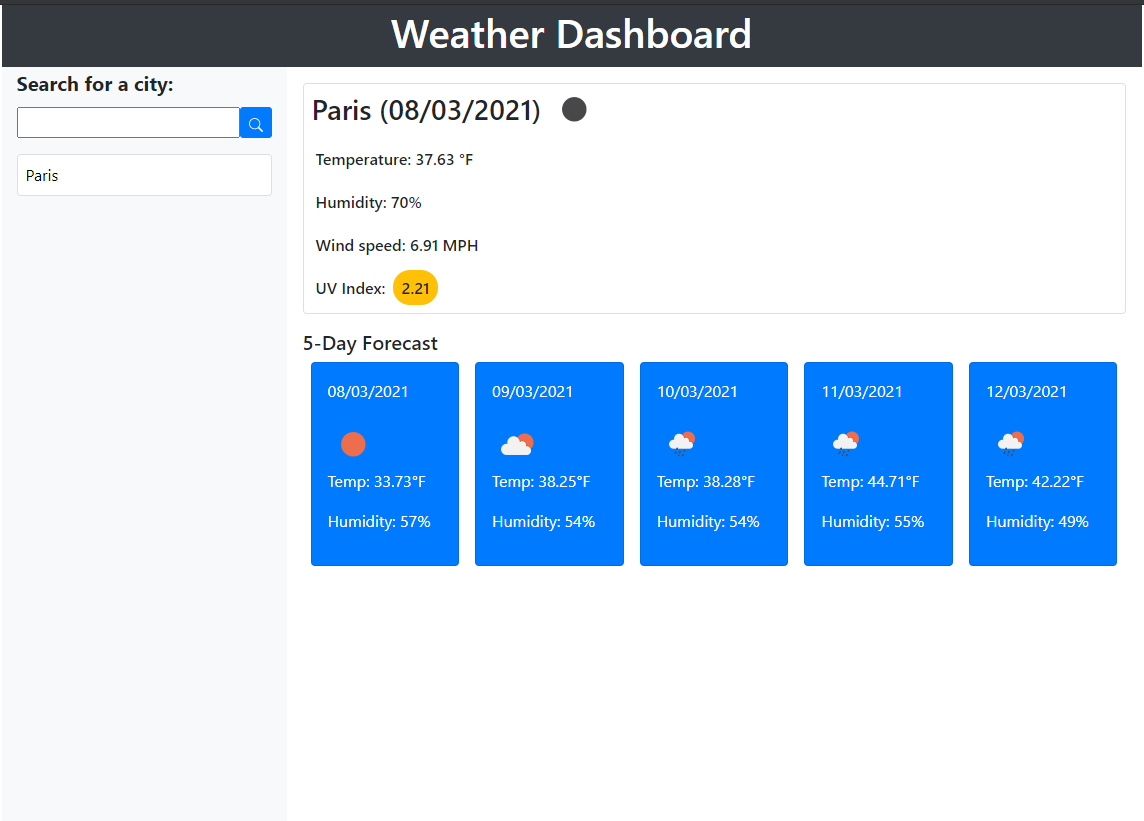 Weather Dashboard
Search for a city:
Paris
Paris (08/03/2021)
Temperature: 37.63 °F
Humidity: 70%
Wind speed: 6.91 MPH
UV Index: 2.21
5-Day Forecast
08/03/2021
Temp: 33.73°F
Humidity: 57%
09/03/2021
Temp: 38.25°F
Humidity: 54%
10/03/2021
Temp: 38.28°F
Humidity: 54%
11/03/2021
Temp: 44.71°F
Humidity: 55%
12/03/2021
Temp: 42.22°F
Humidity: 49%